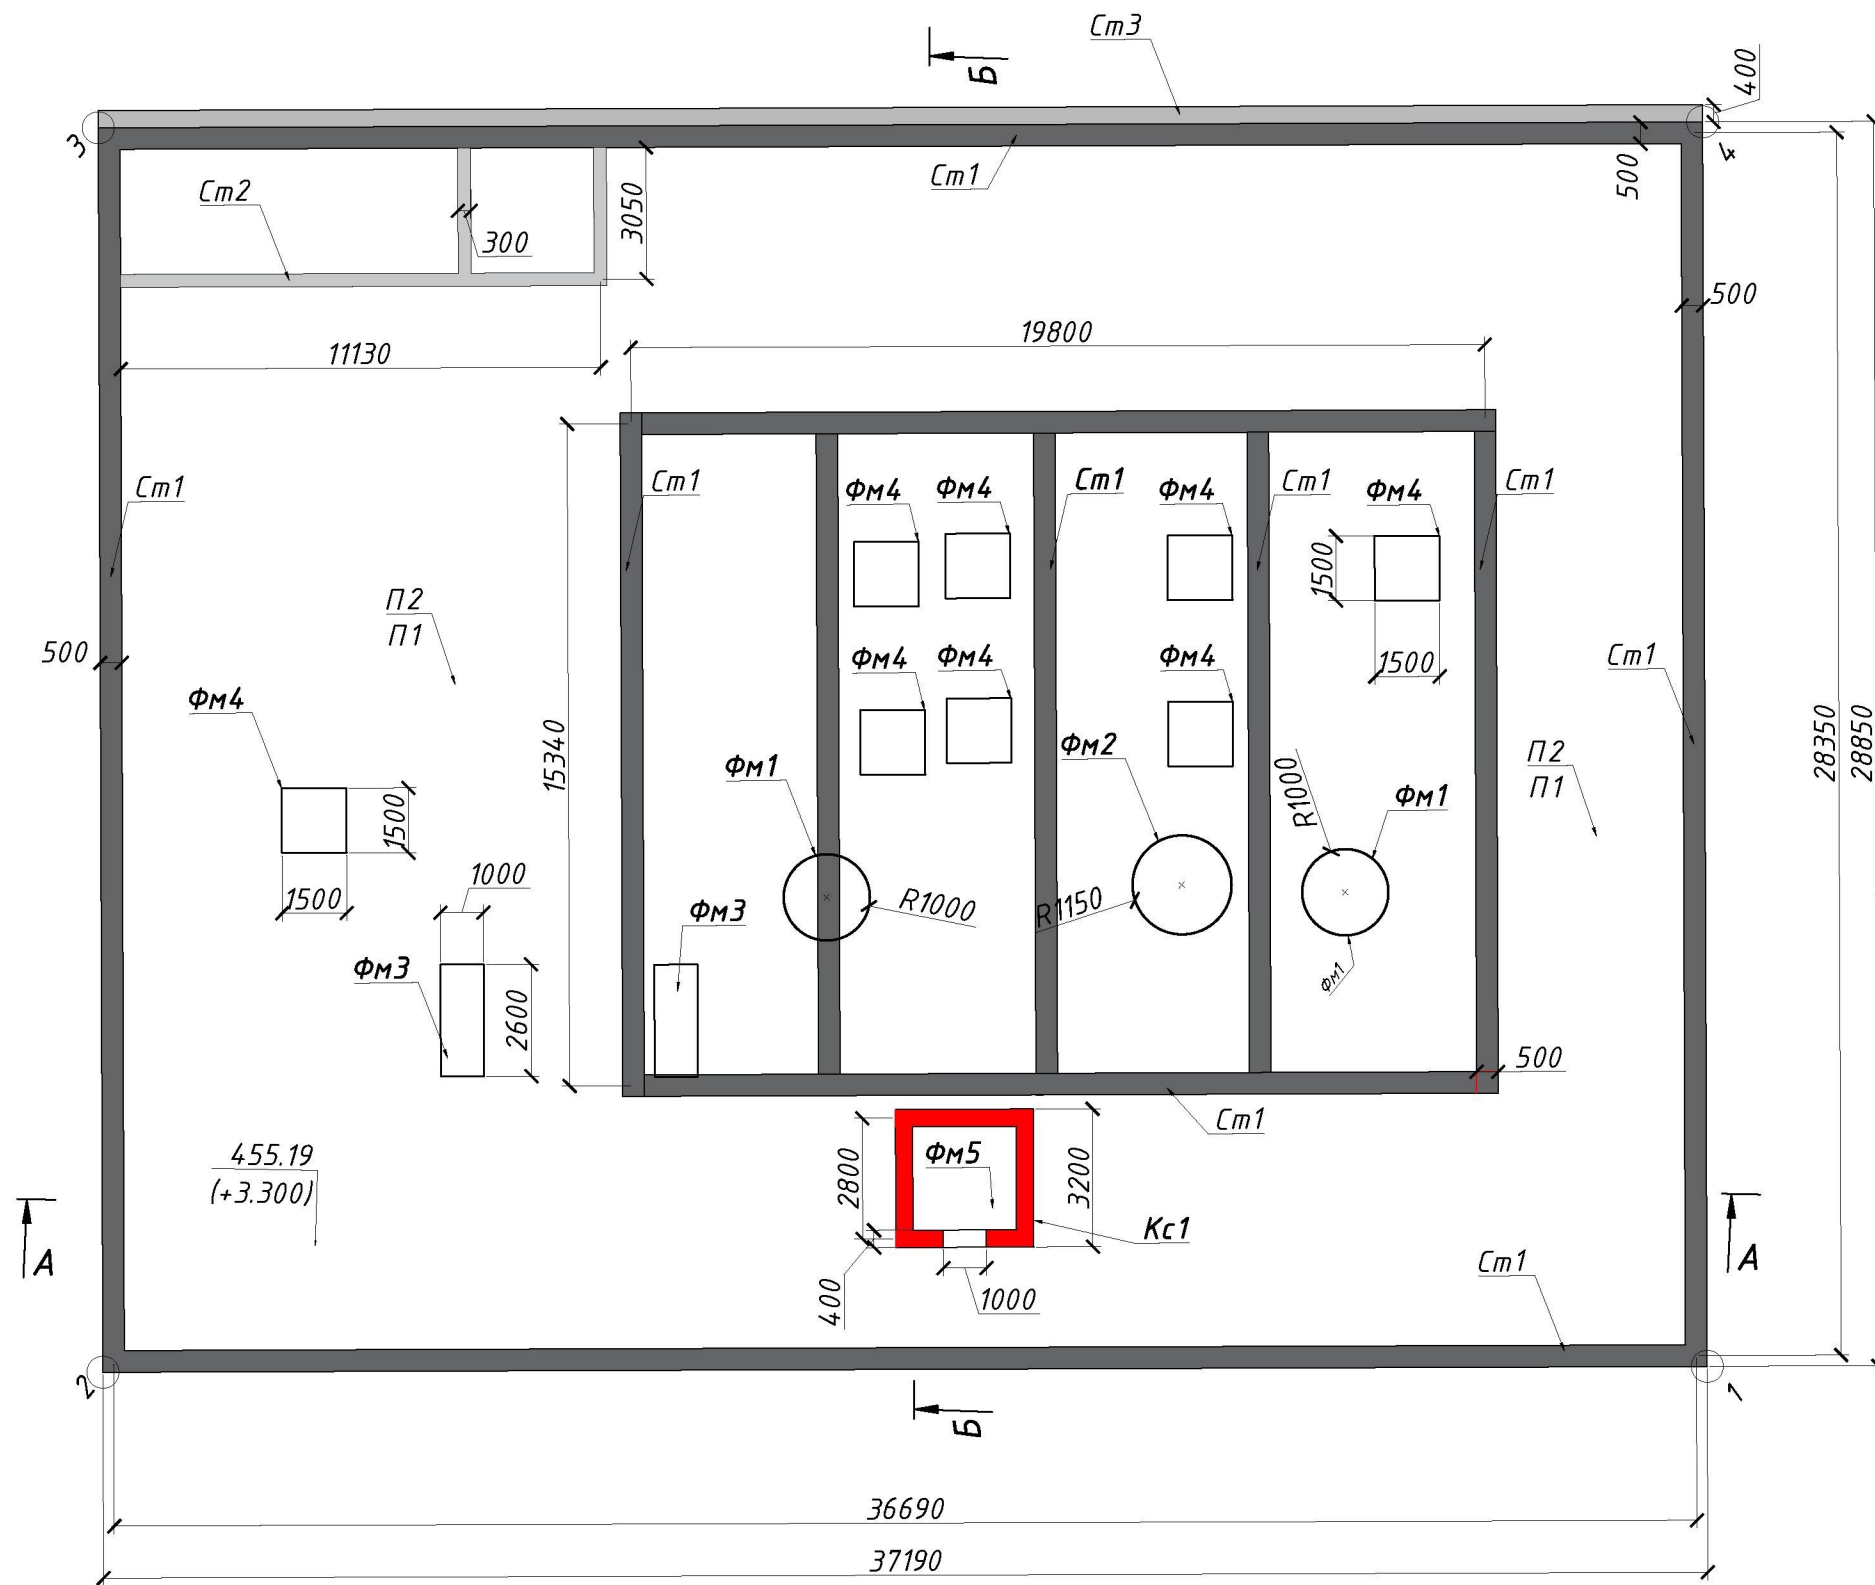 Ст3
Б
400
3
4
Ст1
500
Ст2
3050
300
500
19800
11130
Ст1
Ст1
Ст1
Ст1
Ст1
Фм4
Фм4
Фм4
Фм4
1500
1500
П2
П1
500
Фм4
Фм4
Фм4
Ст1
Фм4
15340
Фм1
Фм2
R1000
П2
П1
28350
28850
Фм1
1500
1500
1000
R1000
R1150
Фм3
Фм3
Фм1
2600
500
Ст1
455.19
(+3.300)
2800
Фм5
3200
Кс1
А
А
400
1000
Ст1
2
1
Б
36690
37190